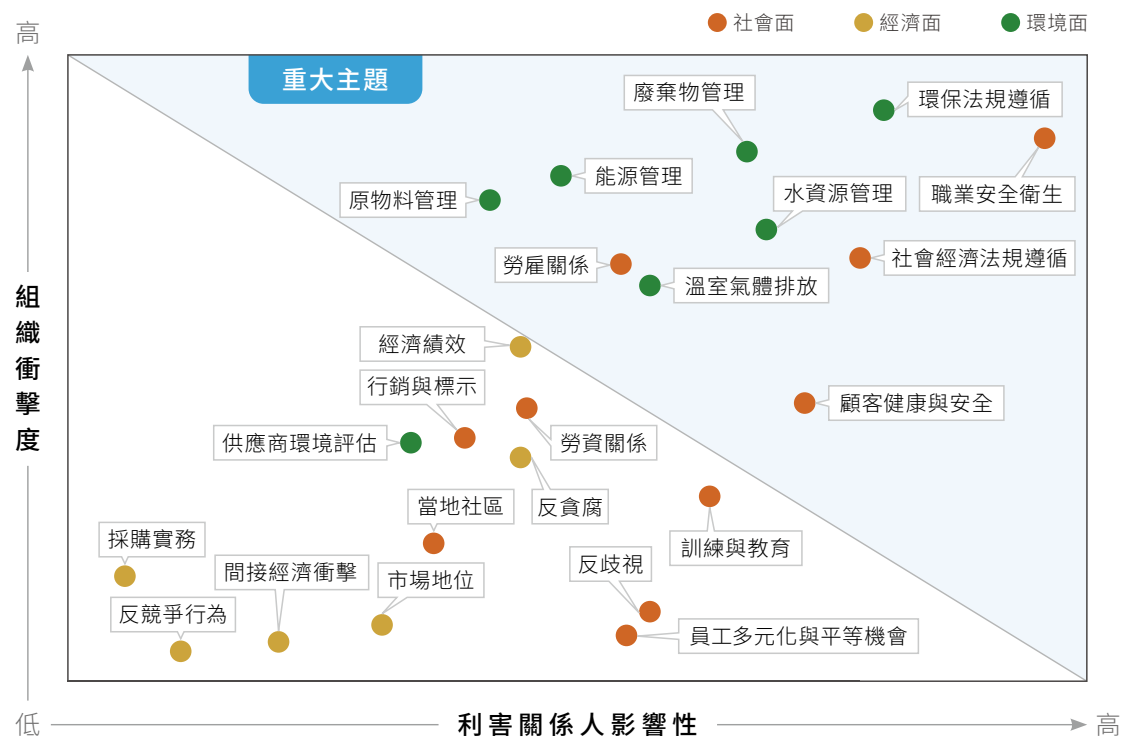 高
社會面
經濟面
環境面
重大主題
廢棄物管理
環保法規遵循
能源管理
原物料管理
水資源管理
職業安全衛生
勞雇關係
社會經濟法規遵循
溫室氣體排放
組織衝擊度
經濟績效
行銷與標示
顧客健康與安全
供應商環境評估
勞資關係
當地社區
反貪腐
採購實務
訓練與教育
間接經濟衝擊
市場地位
反歧視
反競爭行為
員工多元化與平等機會
低
利害關係人影響性
高